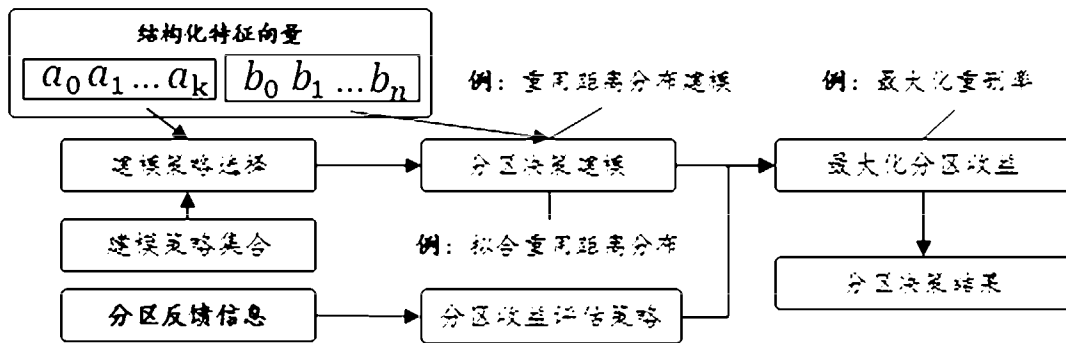 结构化特征向量
a₀ a₁ ... aₖ b₀ b₁ ... bₙ
例：重用距离分布建模
例：最大化重利率
建模策略选择
分区决策建模
最大化分区收益
建模策略集合
例：拟合重用距离分布
分区决策结果
分区反馈信息
分区收益评估策略